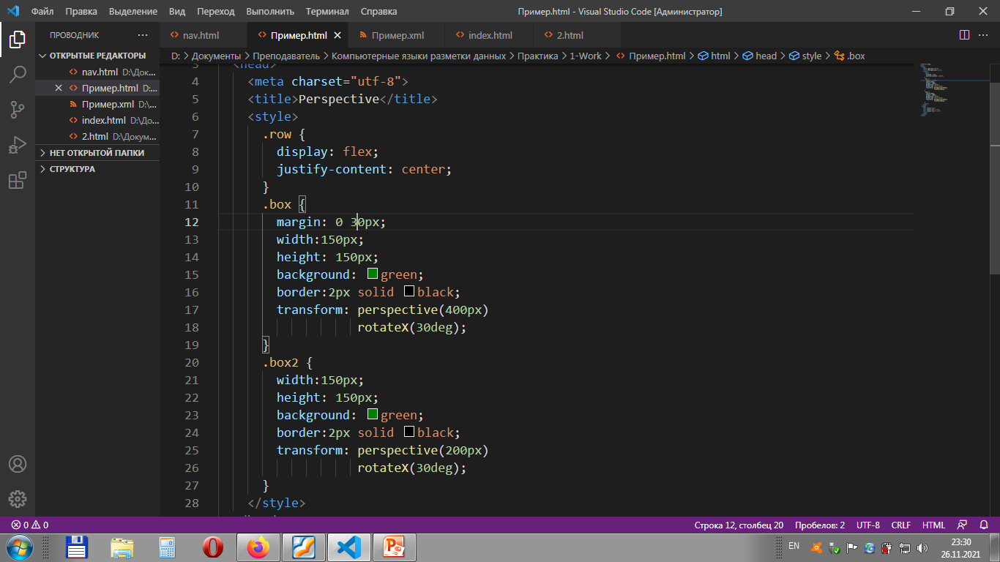 Файл Правка Выделение Вид Переход Выполнить Терминал Справка Пример.html - Visual Studio Code [Администратор]
ПРОВОДНИК
nav.html Пример.html Пример.xml index.html 2.html
ОТКРЫТЫЕ РЕДАКТОРЫ
nav.html D:\Док...
Пример.html D:...
Пример.xml D:\...
index.html D:\До...
2.html D:\Докум...
НЕТ ОТКРЫТОЙ ПАПКИ
СТРУКТУРА
D: > Документы > Преподаватель > Компьютерные языки разметки данных > Практика > 1-Work > Пример.html > html > head > style > .box
3 <head>
4 <meta charset="utf-8">
5 <title>Perspective</title>
6 <style>
7 .row {
8 display: flex;
9 justify-content: center;
10 }
11 .box {
12 margin: 0 30px;
13 width:150px;
14 height: 150px;
15 background: green;
16 border:2px solid black;
17 transform: perspective(400px)
18 rotateX(30deg);
19 }
20 .box2 {
21 width:150px;
22 height: 150px;
23 background: green;
24 border:2px solid black;
25 transform: perspective(200px)
26 rotateX(30deg);
27 }
28 </style>
0 0 Строка 12, столбец 20 Пробелов: 2 UTF-8 CRLF HTML
EN 23:30
26.11.2021